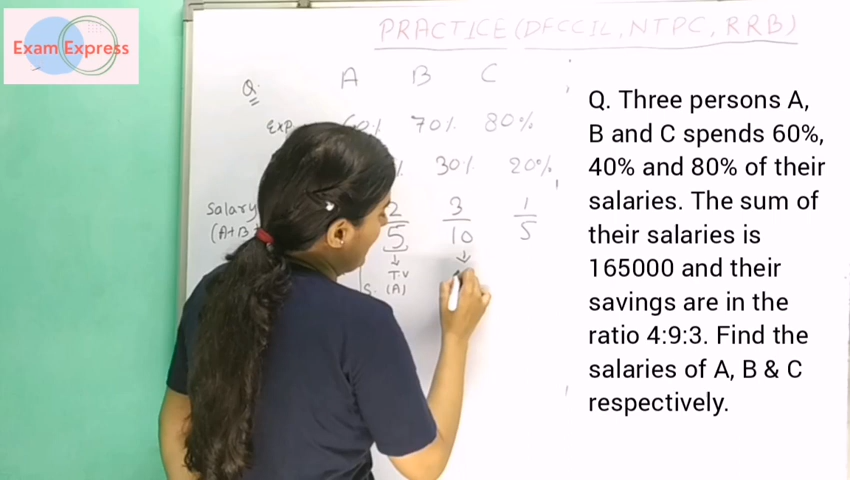 Exam Express
PRACTICE (DFCCIL, NTPC, RRB)
Q.
A B C
Exp 60% 70% 80%
% 30% 20%
Salary 2/5 3/10 1/5
(A+B
T.V
S. (A)
Q. Three persons A,
B and C spends 60%,
40% and 80% of their
salaries. The sum of
their salaries is
165000 and their
savings are in the
ratio 4:9:3. Find the
salaries of A, B & C
respectively.